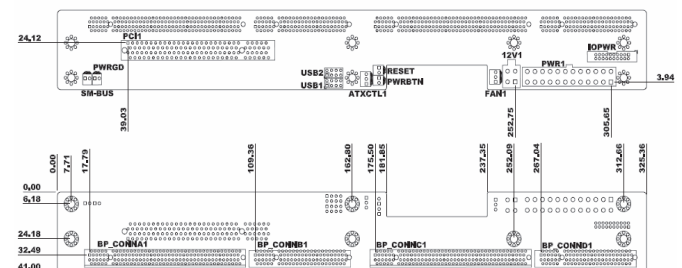 24,12
PCI1
12V1
IOPWR
PWRGD
USB2
RESET
PWR1
3.94
USB1
PWRBTN
SM-BUS
ATXCTL1
FAN1
39,03
252,75
305,65
0,00
7,71
17,79
109,36
162,80
175,50
181,85
237,35
252,09
267,04
312,66
325,36
0,00
6,18
24,18
BP_CONNA1
BP_CONNB1
BP_CONNC1
BP_CONND1
32,49
41,00